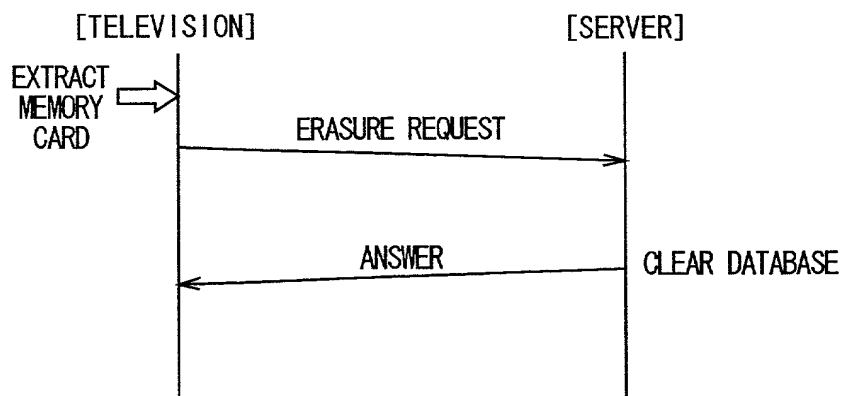 [TELEVISION]
[SERVER]
EXTRACT
MEMORY
CARD
ERASURE REQUEST
ANSWER
CLEAR DATABASE